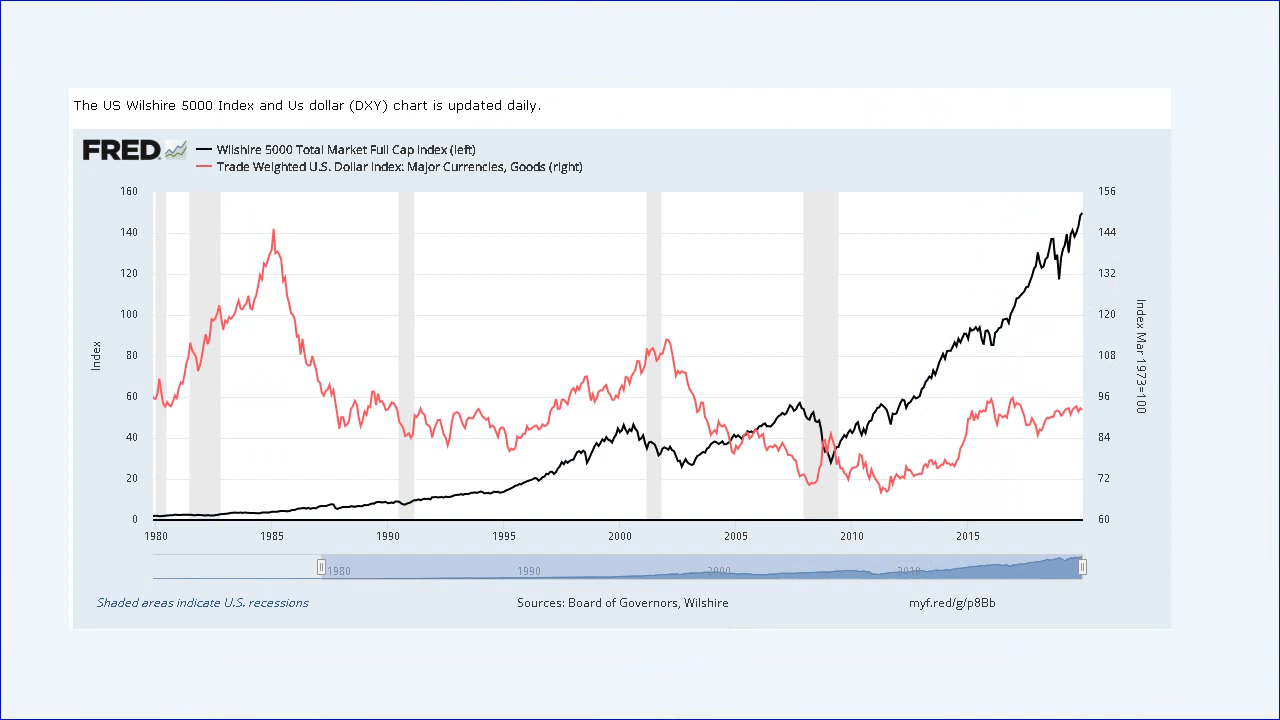 The US Wilshire 5000 Index and Us dollar (DXY) chart is updated daily.
FRED
Wilshire 5000 Total Market Full Cap Index (left)
Trade Weighted U.S. Dollar Index: Major Currencies, Goods (right)
160 156
140 144
120 132
100 120
80 108
60 96
40 84
20 72
0 60
Index
Index Mar 1973=100
1980 1985 1990 1995 2000 2005 2010 2015
1980 1990 2000 2010
Shaded areas indicate U.S. recessions Sources: Board of Governors, Wilshire myf.red/g/p8Bb